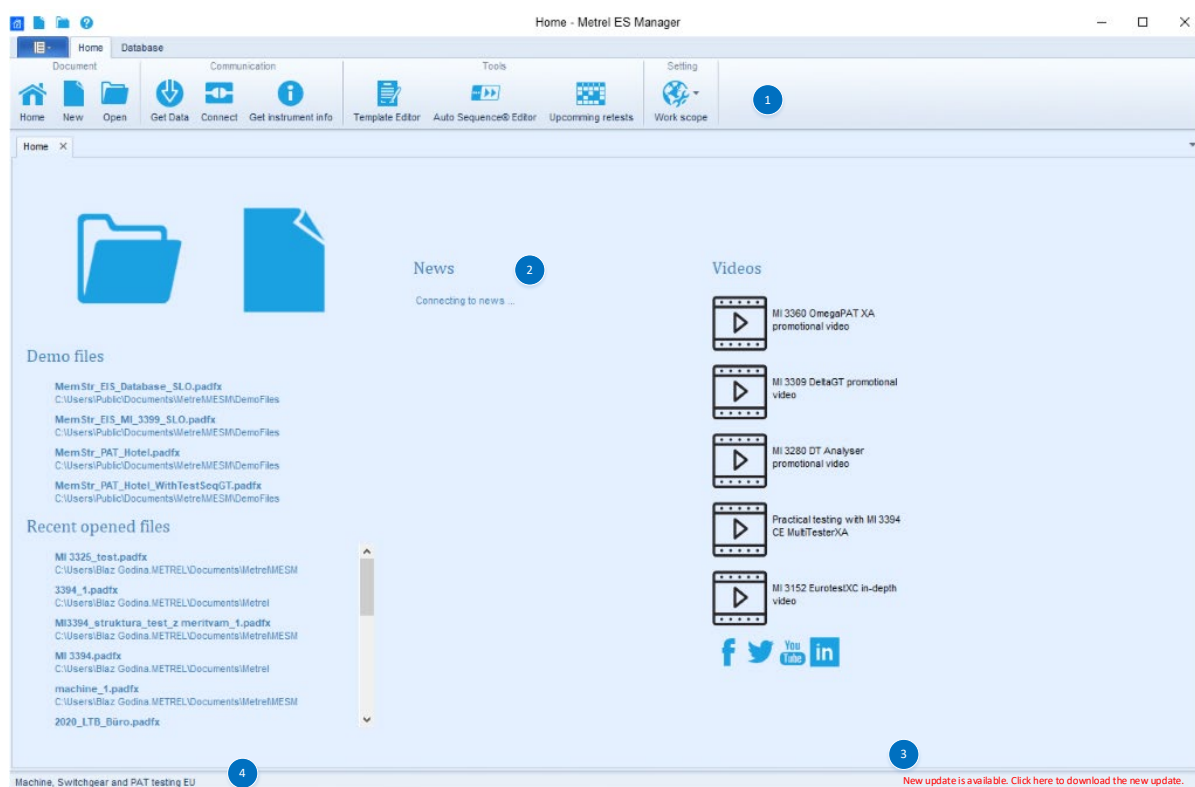 Home - Metrel ES Manager
Home Database
Document Communication Tools Setting
Home New Open Get Data Connect Get instrument info Template Editor Auto Sequence® Editor Upcomming retests Work scope
1
Home
News
2
Connecting to news ...
Videos
MI 3360 OmegaPAT XA
promotional video
MI 3309 DeltaGT promotional
video
MI 3280 DT Analyser
promotional video
Practical testing with MI 3394
CE MultiTesterXA
MI 3152 EurotestXC in-depth
video
You
Tube
in
Demo files
MemStr_EIS_Database_SLO.padfx
C:\Users\Public\Documents\Metrel\MESM\DemoFiles
MemStr_EIS_MI_3399_SLO.padfx
C:\Users\Public\Documents\Metrel\MESM\DemoFiles
MemStr_PAT_Hotel.padfx
C:\Users\Public\Documents\Metrel\MESM\DemoFiles
MemStr_PAT_Hotel_WithTestSeqGT.padfx
C:\Users\Public\Documents\Metrel\MESM\DemoFiles
Recent opened files
MI 3325_test.padfx
C:\Users\Blaz Godina.METREL\Documents\Metrel\MESM
3394_1.padfx
C:\Users\Blaz Godina.METREL\Documents\Metrel
MI3394_struktura_test_z meritvam_1.padfx
C:\Users\Blaz Godina.METREL\Documents\Metrel\MESM
MI 3394.padfx
C:\Users\Blaz Godina.METREL\Documents\Metrel
machine_1.padfx
C:\Users\Blaz Godina.METREL\Documents\Metrel\MESM
2020_LTB_Büro.padfx
3
4
Machine, Switchgear and PAT testing EU
New update is available. Click here to download the new update.